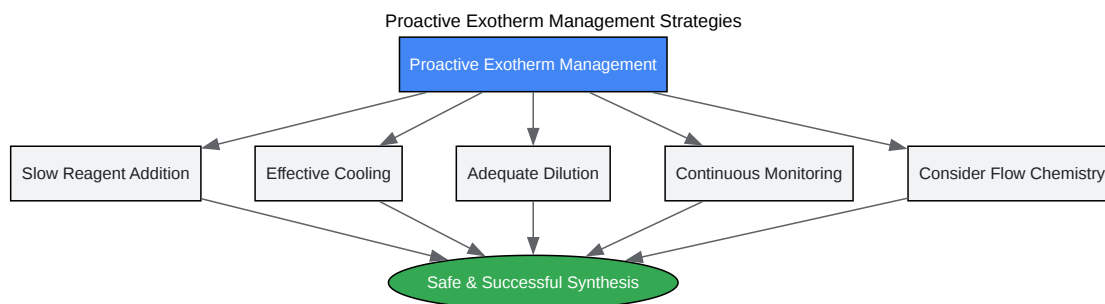 Proactive Exotherm Management Strategies
Proactive Exotherm Management
Slow Reagent Addition
Effective Cooling
Adequate Dilution
Continuous Monitoring
Consider Flow Chemistry
Safe & Successful Synthesis